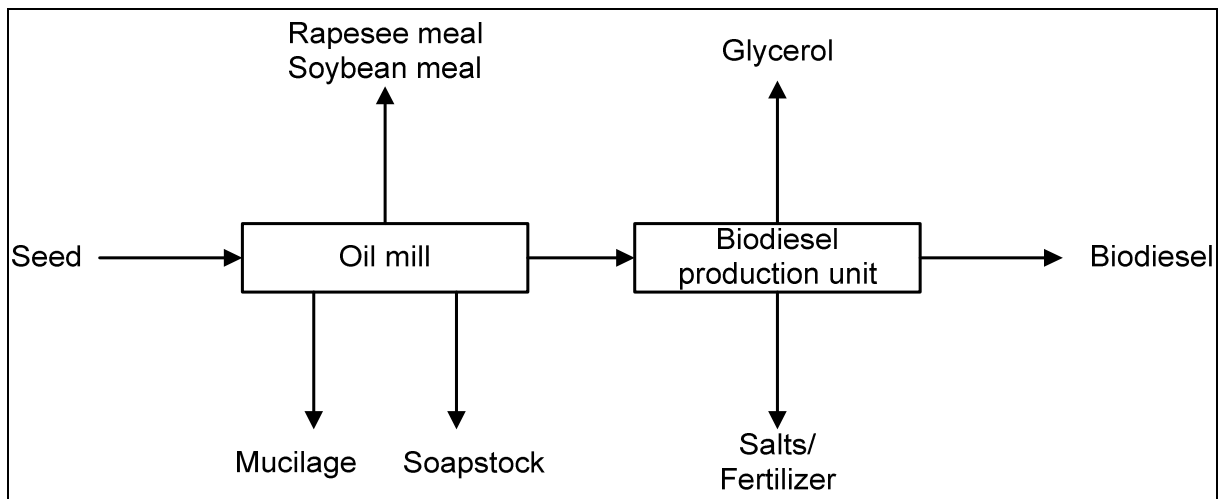 Rapesee meal
Soybean meal
Glycerol
Seed
Oil mill
Biodiesel
production unit
Biodiesel
Mucilage
Soapstock
Salts/
Fertilizer